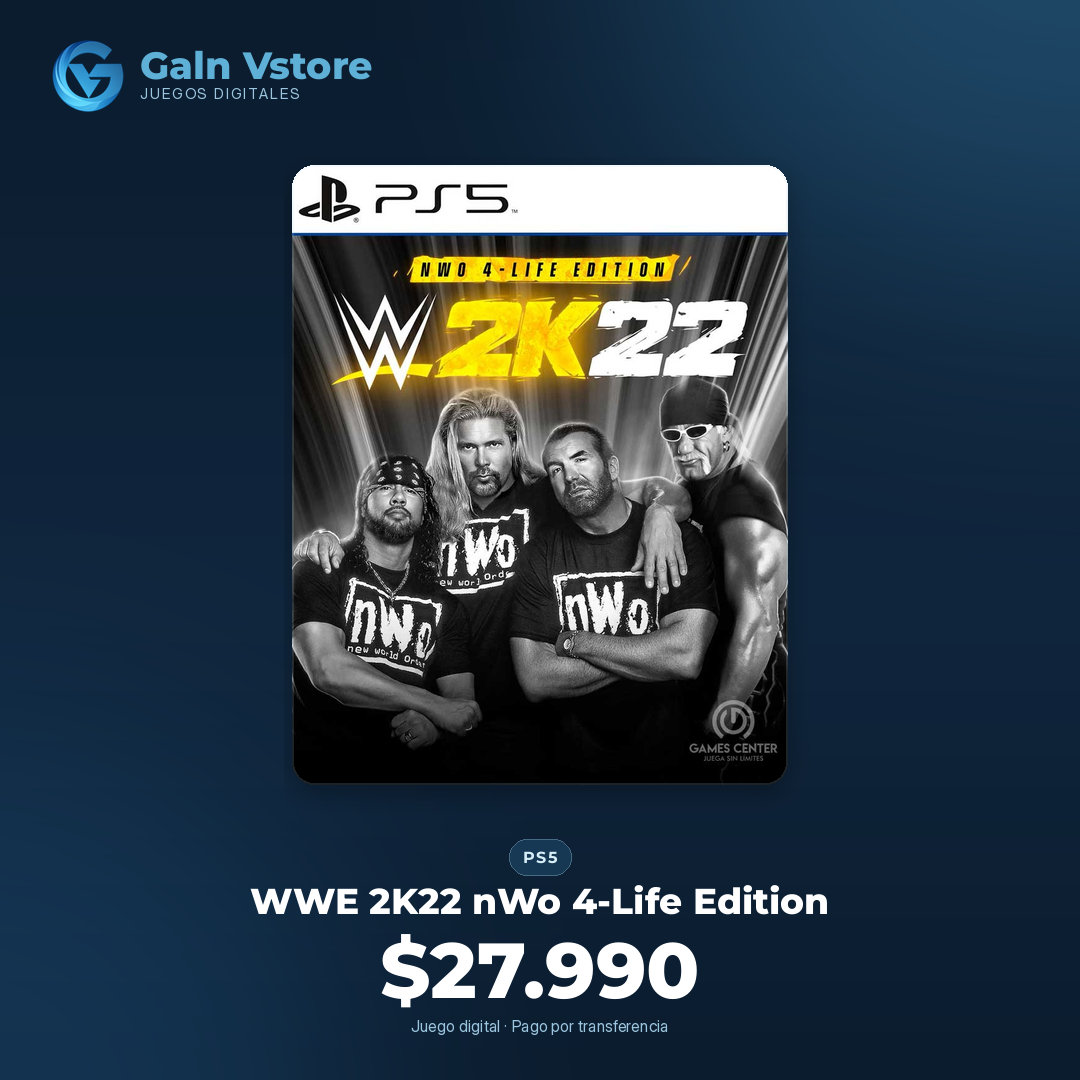 GaIn Vstore
JUEGOS DIGITALES
PS5
NWO 4-LIFE EDITION
W 2K22
nWo
new world Order
nWo
new world Order
nWo
GAMES CENTER
JUEGA SIN LIMITES
PS5
WWE 2K22 nWo 4-Life Edition
$27.990
Juego digital · Pago por transferencia